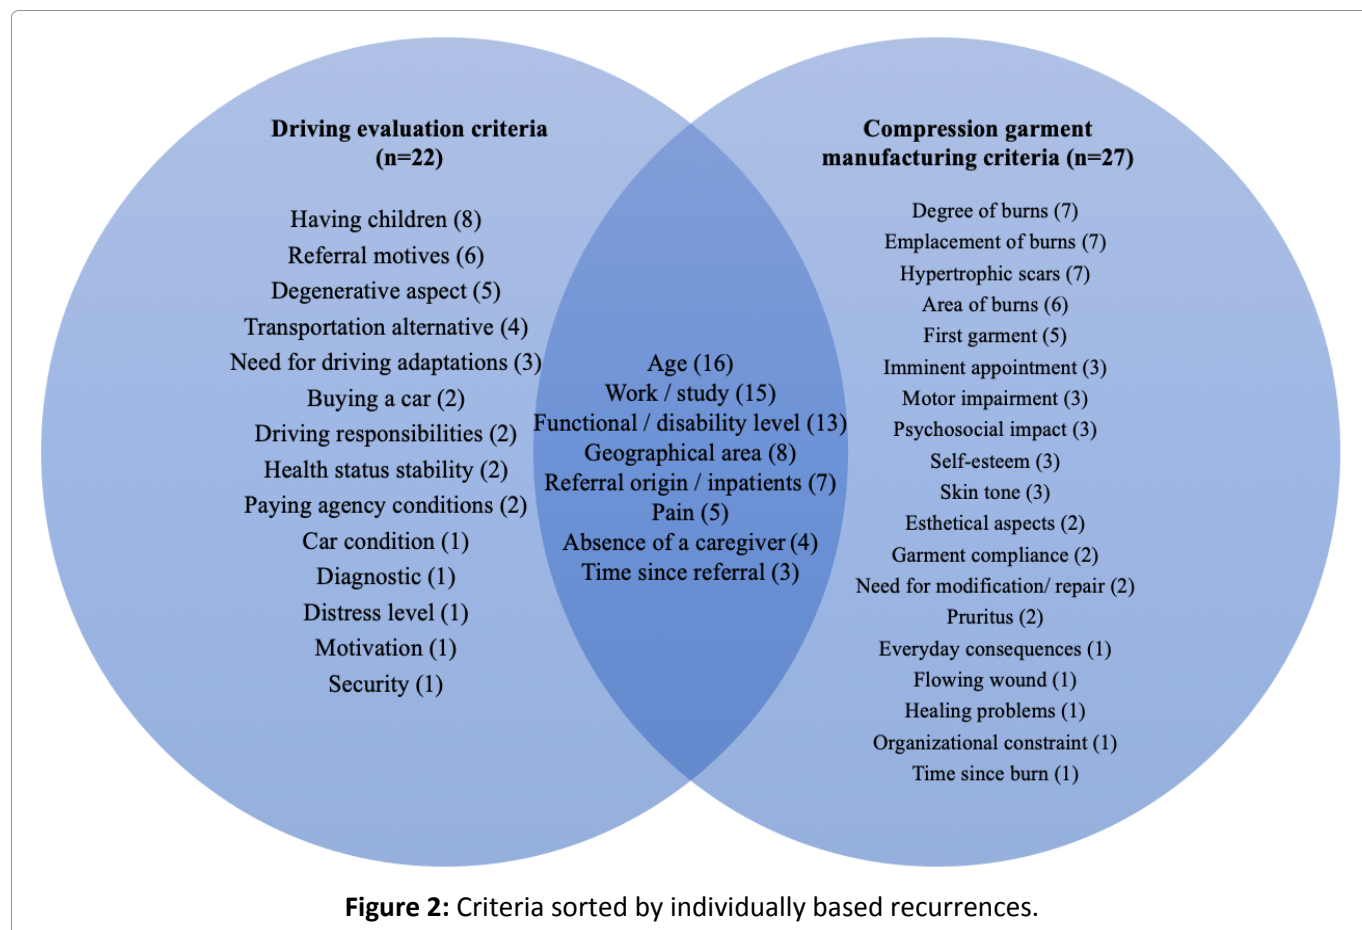 Driving evaluation criteria
(n=22)
Having children (8)
Referral motives (6)
Degenerative aspect (5)
Transportation alternative (4)
Need for driving adaptations (3)
Buying a car (2)
Driving responsibilities (2)
Health status stability (2)
Paying agency conditions (2)
Car condition (1)
Diagnostic (1)
Distress level (1)
Motivation (1)
Security (1)
Age (16)
Work / study (15)
Functional / disability level (13)
Geographical area (8)
Referral origin / inpatients (7)
Pain (5)
Absence of a caregiver (4)
Time since referral (3)
Compression garment
manufacturing criteria (n=27)
Degree of burns (7)
Emplacement of burns (7)
Hypertrophic scars (7)
Area of burns (6)
First garment (5)
Imminent appointment (3)
Motor impairment (3)
Psychosocial impact (3)
Self-esteem (3)
Skin tone (3)
Esthetical aspects (2)
Garment compliance (2)
Need for modification/ repair (2)
Pruritus (2)
Everyday consequences (1)
Flowing wound (1)
Healing problems (1)
Organizational constraint (1)
Time since burn (1)
Figure 2: Criteria sorted by individually based recurrences.